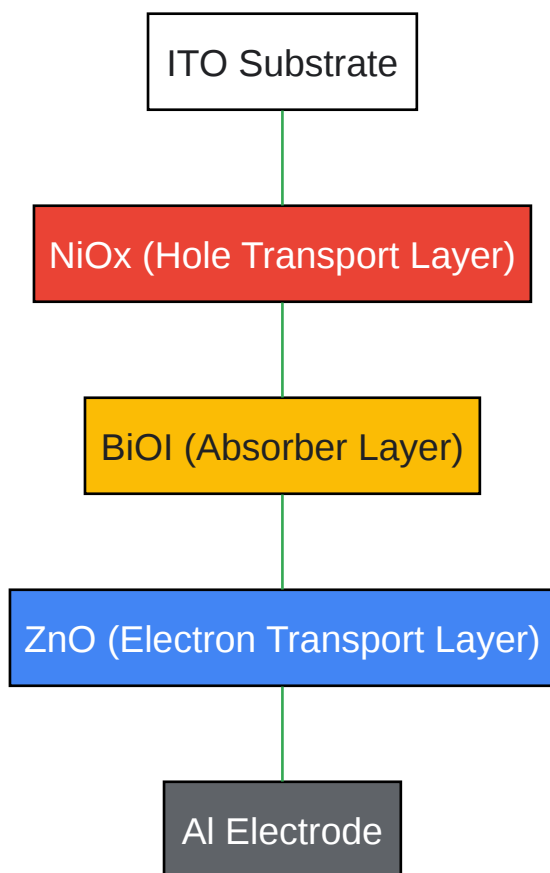 ITO Substrate
NiOx (Hole Transport Layer)
BiOI (Absorber Layer)
ZnO (Electron Transport Layer)
Al Electrode